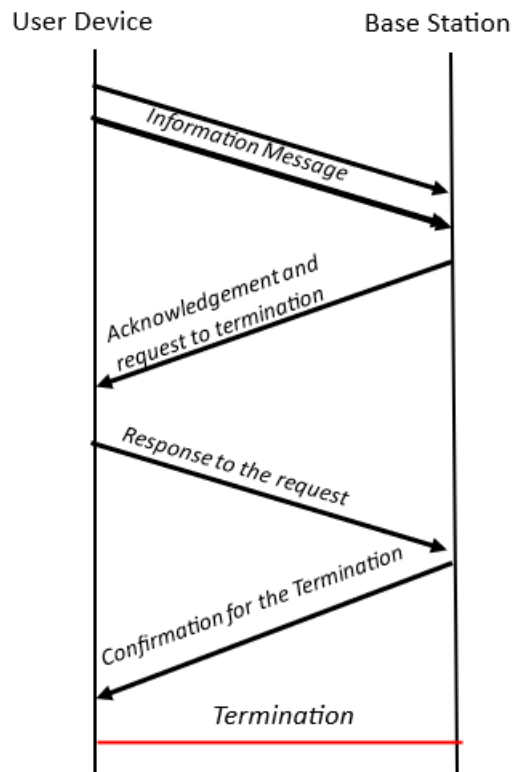 User Device
Base Station
Information Message
Acknowledgement and
request to termination
Response to the request
Confirmation for the Termination
Termination